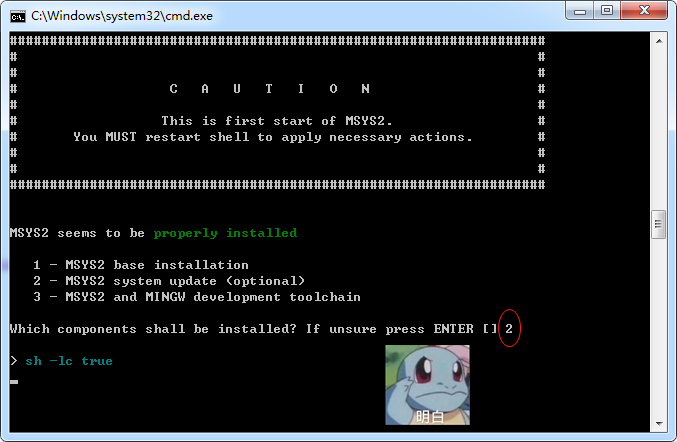 C:\Windows\system32\cmd.exe
###################################################################
# #
# #
# C A U T I O N #
# #
# This is first start of MSYS2. #
# You MUST restart shell to apply necessary actions. #
# #
# #
###################################################################
MSYS2 seems to be properly installed
1 - MSYS2 base installation
2 - MSYS2 system update (optional)
3 - MSYS2 and MINGW development toolchain
Which components shall be installed? If unsure press ENTER [] 2
> sh -lc true
明白